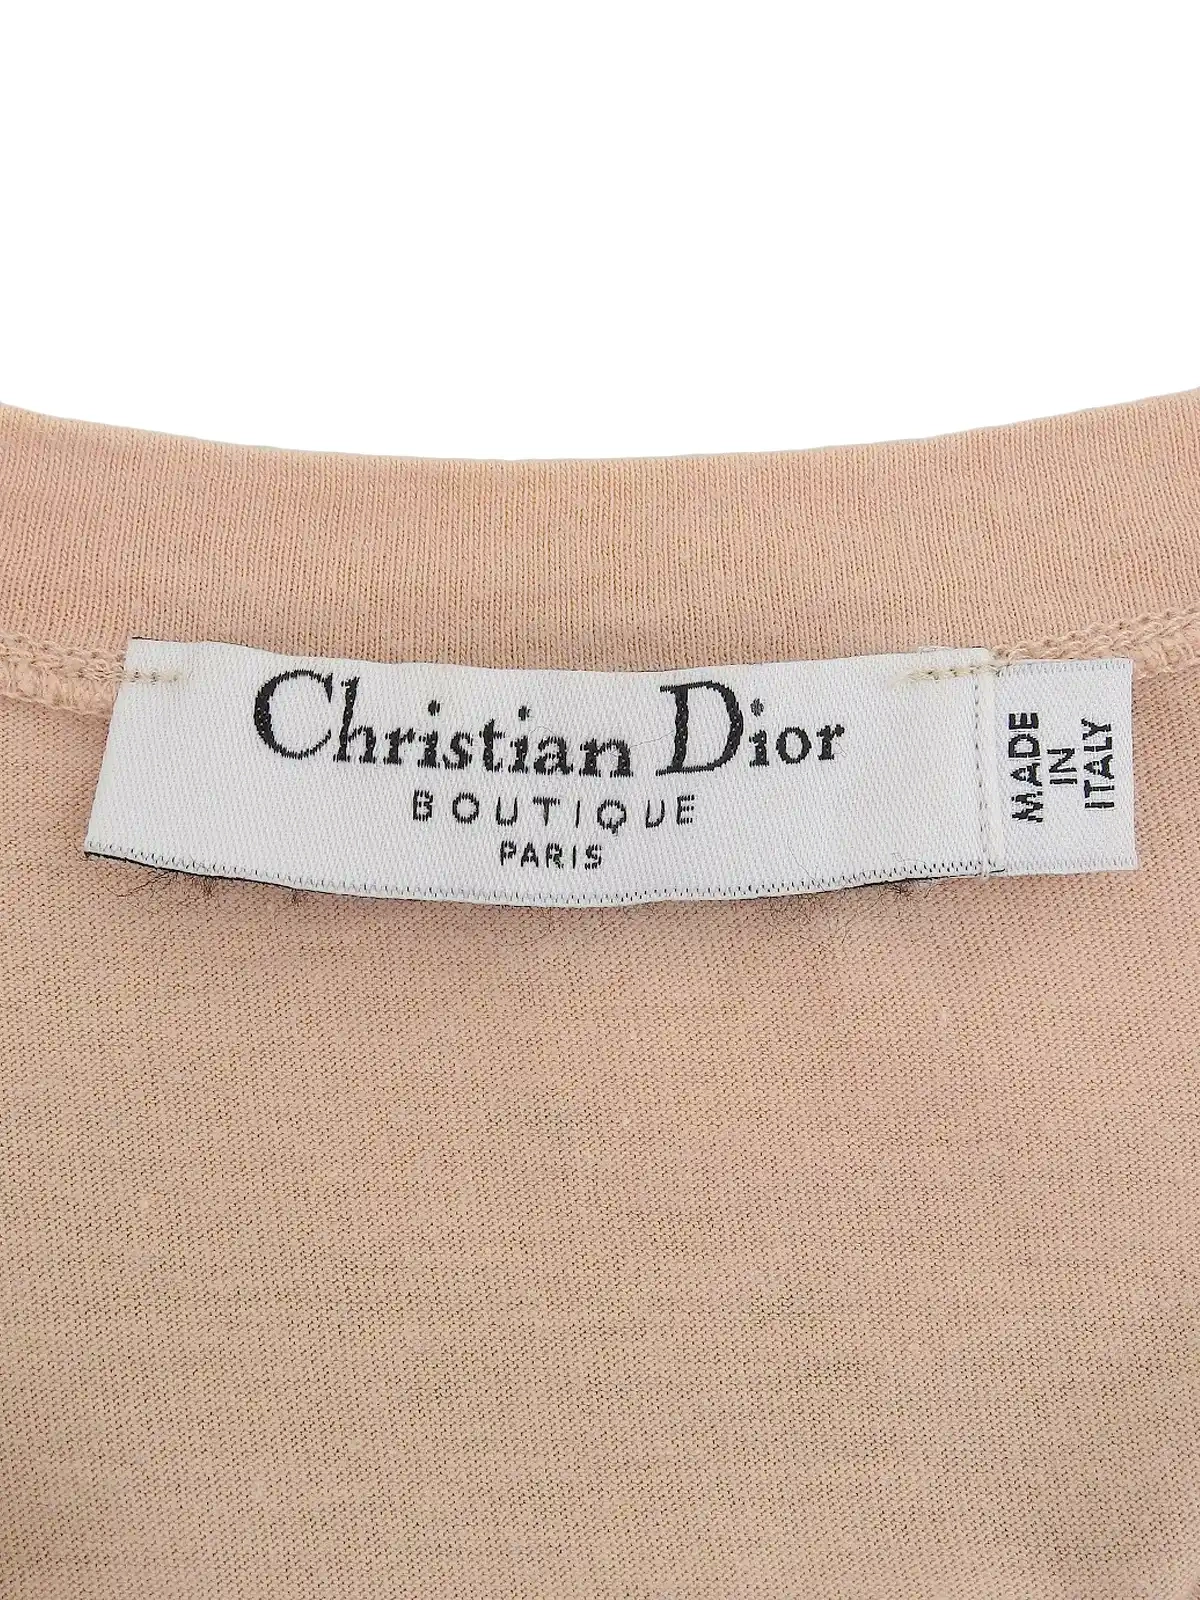 Christian Dior
BOUTIQUE
PARIS
MADE
IN
ITALY